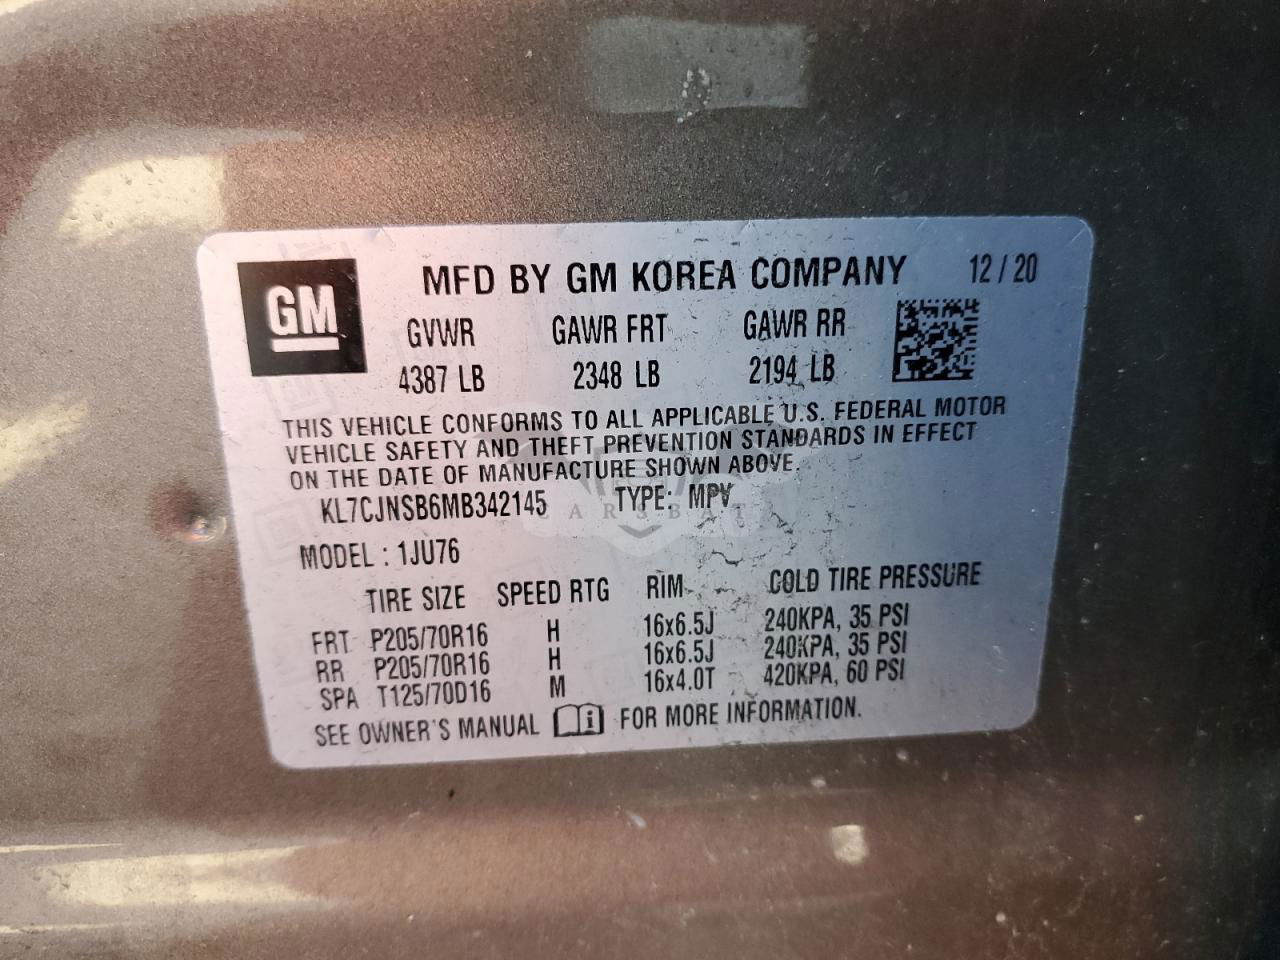 GM
MFD BY GM KOREA COMPANY 12/20
GVWR GAWR FRT GAWR RR
4387 LB 2348 LB 2194 LB
THIS VEHICLE CONFORMS TO ALL APPLICABLE U.S. FEDERAL MOTOR
VEHICLE SAFETY AND THEFT PREVENTION STANDARDS IN EFFECT
ON THE DATE OF MANUFACTURE SHOWN ABOVE.
KL7CJNSB6MB342145 TYPE: MPV
CARSBAT
MODEL : 1JU76
TIRE SIZE SPEED RTG RIM COLD TIRE PRESSURE
FRT P205/70R16 H 16x6.5J 240KPA, 35 PSI
RR P205/70R16 H 16x6.5J 240KPA, 35 PSI
SPA T125/70D16 M 16x4.0T 420KPA, 60 PSI
SEE OWNER'S MANUAL FOR MORE INFORMATION.